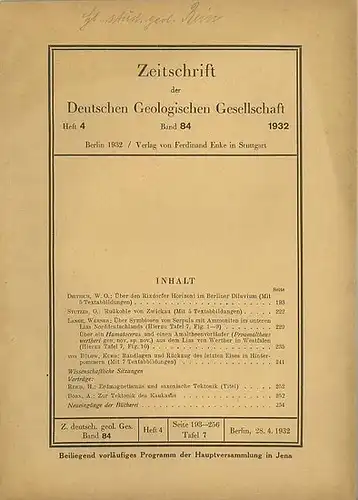 Zeitschrift
der
Deutschen Geologischen Gesellschaft
Heft 4 Band 84 1932
Berlin 1932 / Verlag von Ferdinand Enke in Stuttgart
INHALT
Seite
Dietrich, W. O.: Über den Rixdorfer Horizont im Berliner Diluvium (Mit
5 Textabbildungen) 193
Stutzer, O.: Rußkohle von Zwickau (Mit 5 Textabbildungen) 222
Lange, Werner: Über Symbiosen von Serpula mit Ammoniten im unteren
Lias Norddeutschlands (Hierzu Tafel 7, Fig. 1—9) 229
Über ein Hamatoceras und einen Amaltheenvorläufer (Proamaltheus
wertheri gen. nov. sp. nov.) aus dem Lias von Werther in Westfalen
(Hierzu Tafel 7, Fig. 10) 235
von Bülow, Kurd: Randlagen und Rückzug des letzten Eises in Hinter-
pommern (Mit 7 Textabbildungen) 241
Wissenschaftliche Sitzungen
Vorträge:
Reich, H.: Erdmagnetismus und saxonische Tektonik (Titel) 252
Born, A.: Zur Tektonik des Kaukasus 252
Neueingänge der Bücherei 254
Z. deutsch. geol. Ges.
Band 84
Heft 4
Seite 193—256
Tafel 7
Berlin, 28. 4. 1932
Beiliegend vorläufiges Programm der Hauptversammlung in Jena